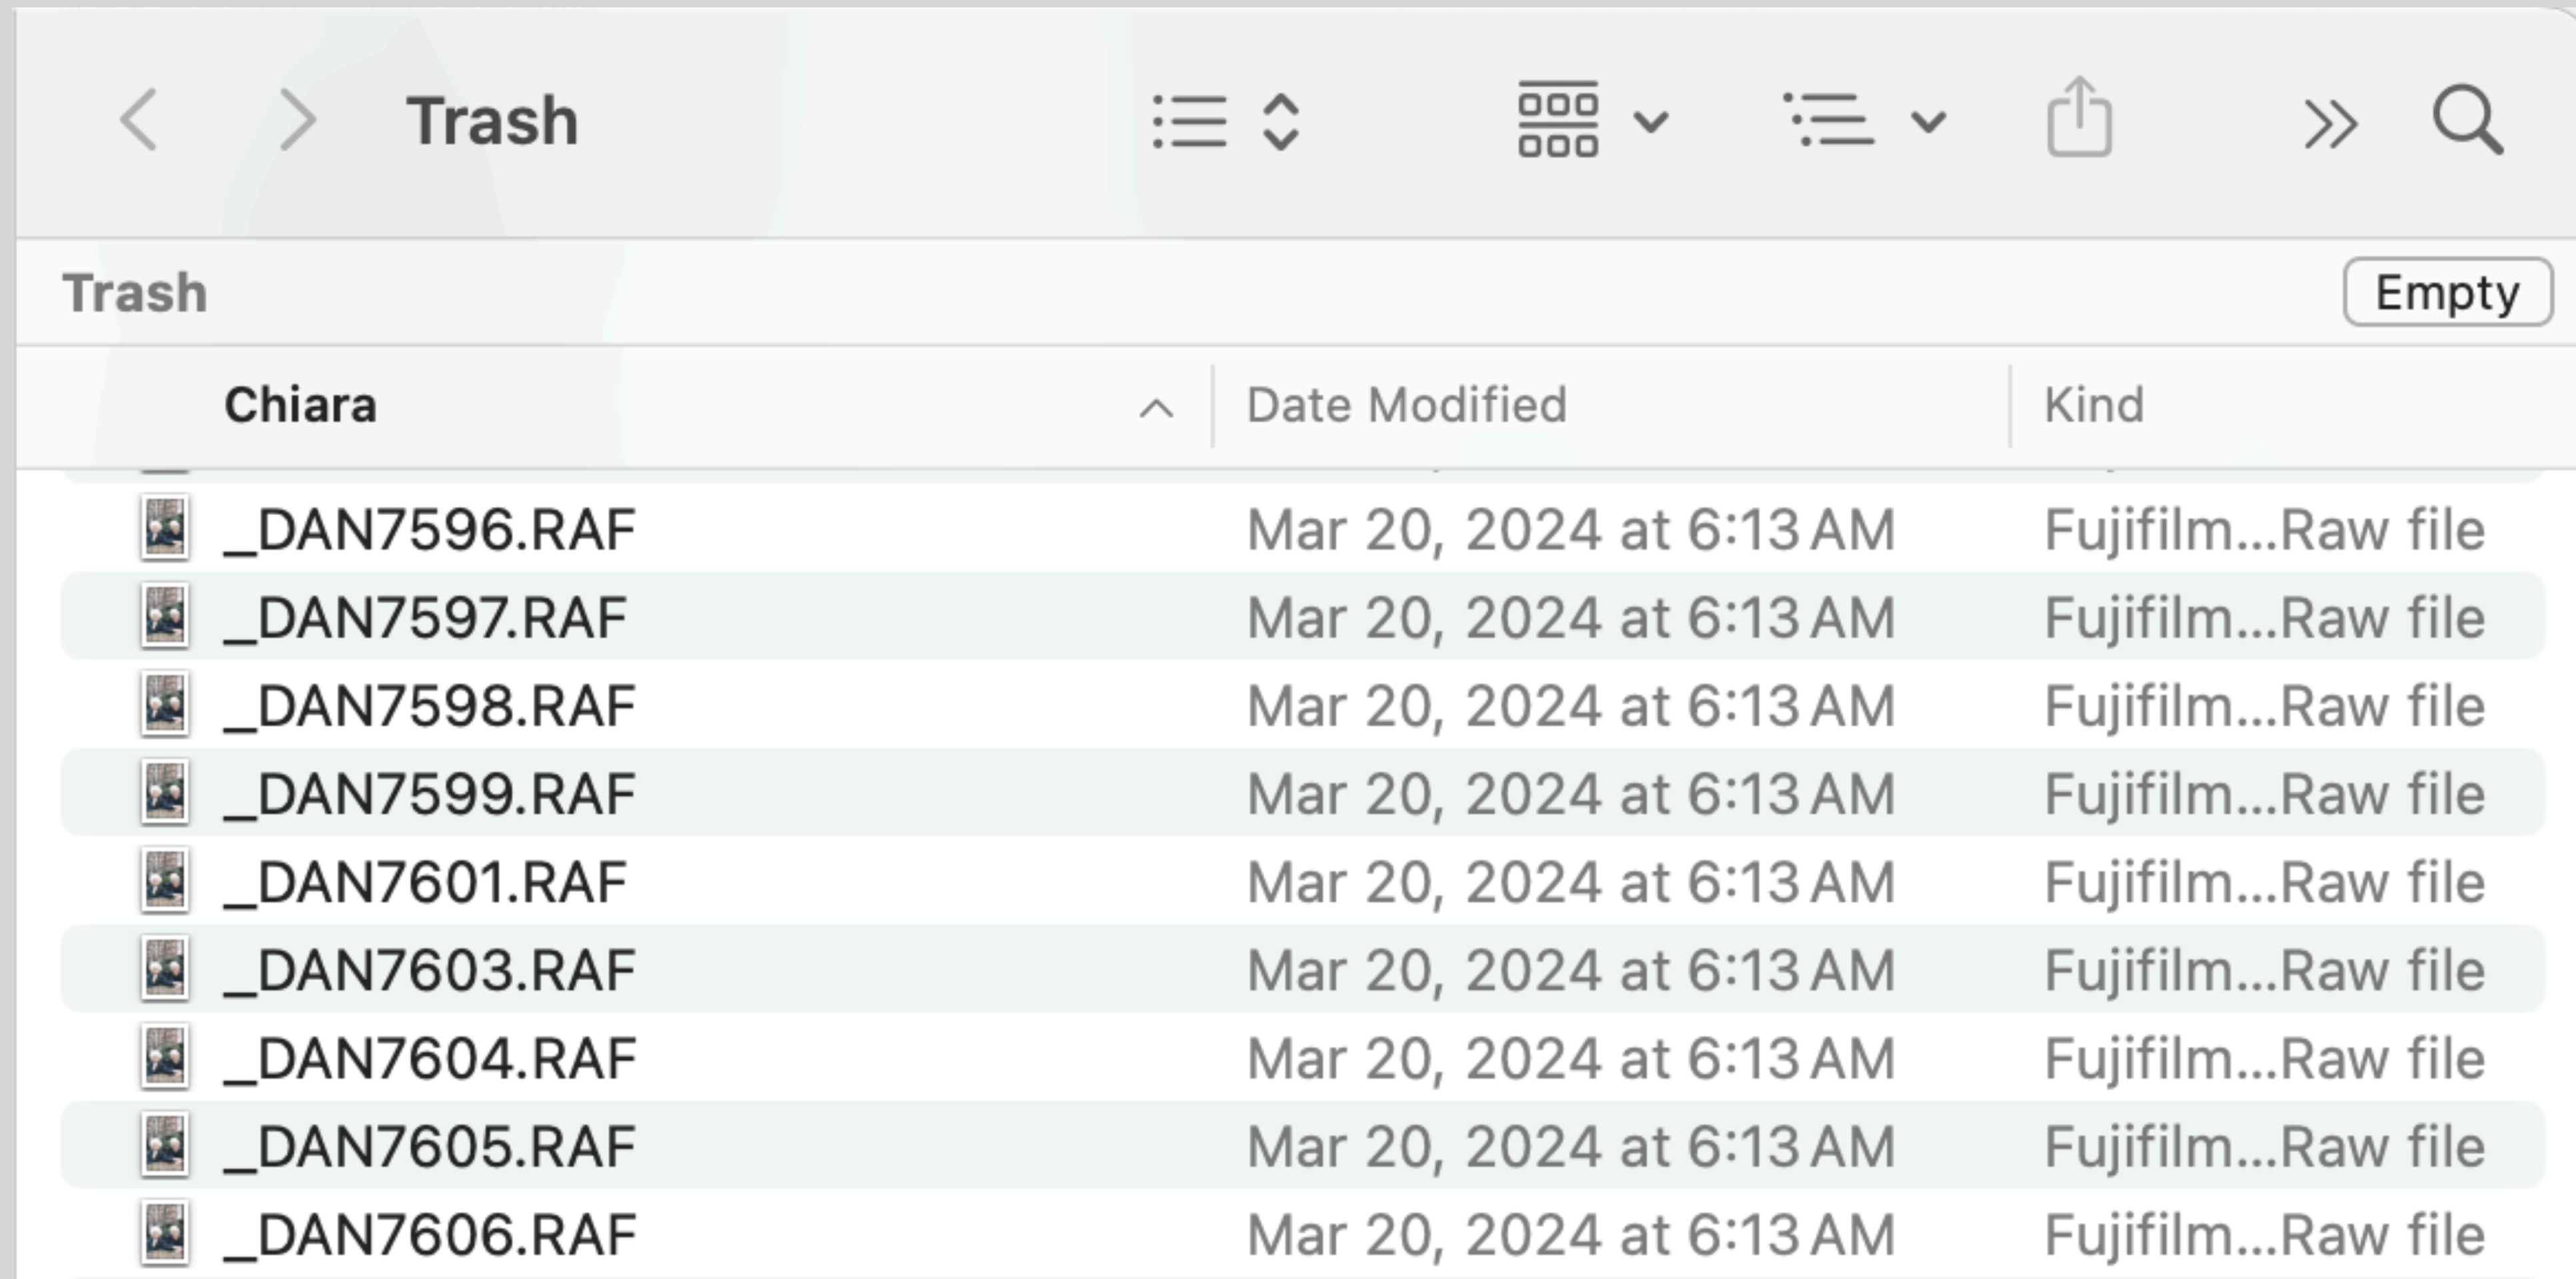 Trash
Trash Empty
Chiara Date Modified Kind
_DAN7596.RAF Mar 20, 2024 at 6:13 AM Fujifilm...Raw file
_DAN7597.RAF Mar 20, 2024 at 6:13 AM Fujifilm...Raw file
_DAN7598.RAF Mar 20, 2024 at 6:13 AM Fujifilm...Raw file
_DAN7599.RAF Mar 20, 2024 at 6:13 AM Fujifilm...Raw file
_DAN7601.RAF Mar 20, 2024 at 6:13 AM Fujifilm...Raw file
_DAN7603.RAF Mar 20, 2024 at 6:13 AM Fujifilm...Raw file
_DAN7604.RAF Mar 20, 2024 at 6:13 AM Fujifilm...Raw file
_DAN7605.RAF Mar 20, 2024 at 6:13 AM Fujifilm...Raw file
_DAN7606.RAF Mar 20, 2024 at 6:13 AM Fujifilm...Raw file